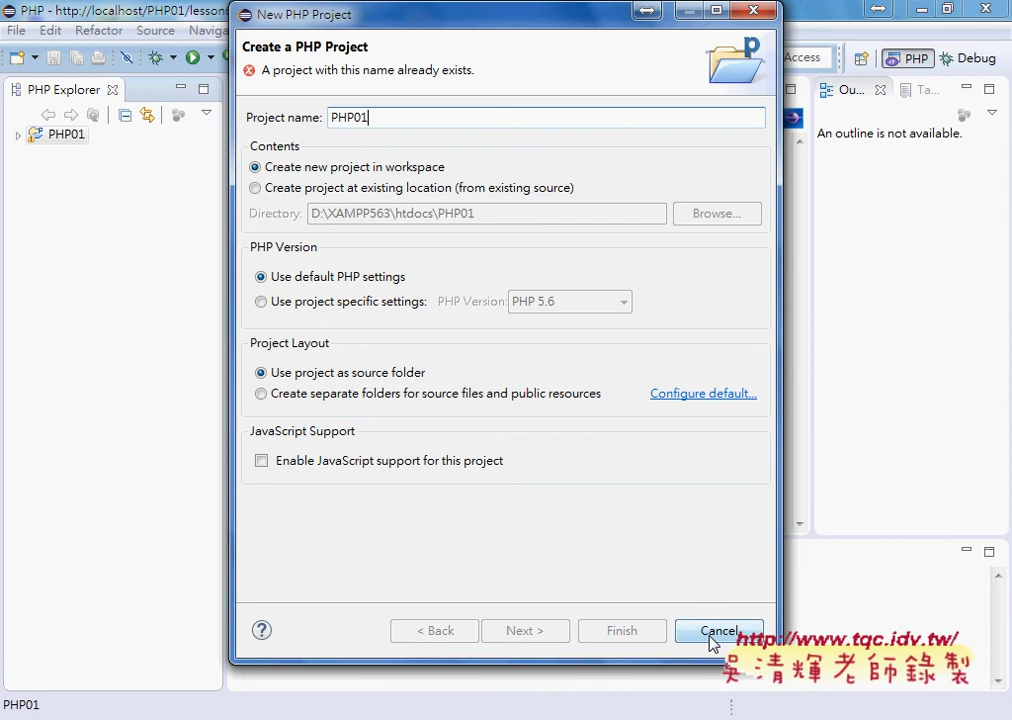 PHP - http://localhost/PHP01/lesson
New PHP Project
File Edit Refactor Source Naviga
Create a PHP Project
A project with this name already exists.
Access
PHP
Debug
PHP Explorer
Ou...
Ta...
PHP01
An outline is not available.
Project name: PHP01
Contents
Create new project in workspace
Create project at existing location (from existing source)
Directory: D:\XAMPP563\htdocs\PHP01 Browse...
PHP Version
Use default PHP settings
Use project specific settings: PHP Version: PHP 5.6
Project Layout
Use project as source folder
Create separate folders for source files and public resources Configure default...
JavaScript Support
Enable JavaScript support for this project
< Back Next > Finish Cancel
http://www.tqc.idv.tw/
吳清輝老師錄製
PHP01